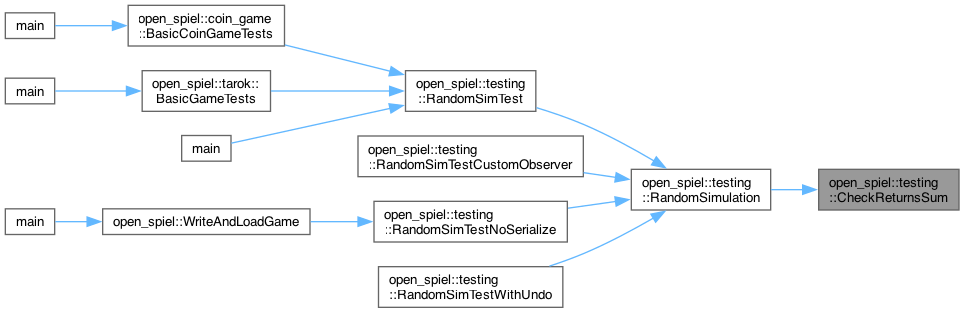 main
open_spiel::coin_game
::BasicCoinGameTests
main
open_spiel::tarok::
BasicGameTests
open_spiel::testing
::RandomSimTest
main
open_spiel::testing
::RandomSimTestCustomObserver
open_spiel::testing
::RandomSimulation
open_spiel::testing
::CheckReturnsSum
main
open_spiel::WriteAndLoadGame
open_spiel::testing
::RandomSimTestNoSerialize
open_spiel::testing
::RandomSimTestWithUndo